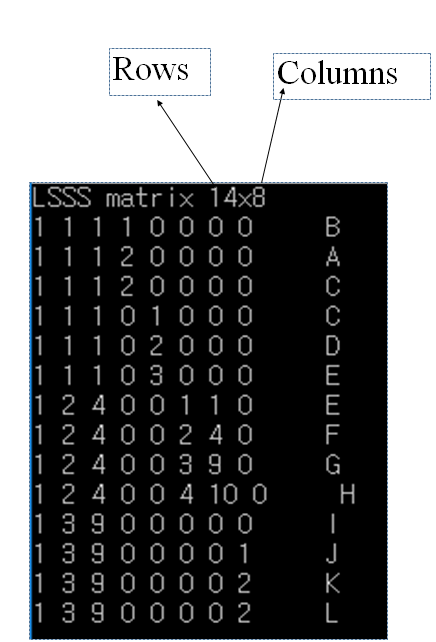 Rows
Columns
LSSS matrix 14x8
1 1 1 1 0 0 0 0 B
1 1 1 2 0 0 0 0 A
1 1 1 2 0 0 0 0 C
1 1 1 0 1 0 0 0 C
1 1 1 0 2 0 0 0 D
1 1 1 0 3 0 0 0 E
1 2 4 0 0 1 1 0 E
1 2 4 0 0 2 4 0 F
1 2 4 0 0 3 9 0 G
1 2 4 0 0 4 10 0 H
1 3 9 0 0 0 0 0 I
1 3 9 0 0 0 0 1 J
1 3 9 0 0 0 0 2 K
1 3 9 0 0 0 0 2 L